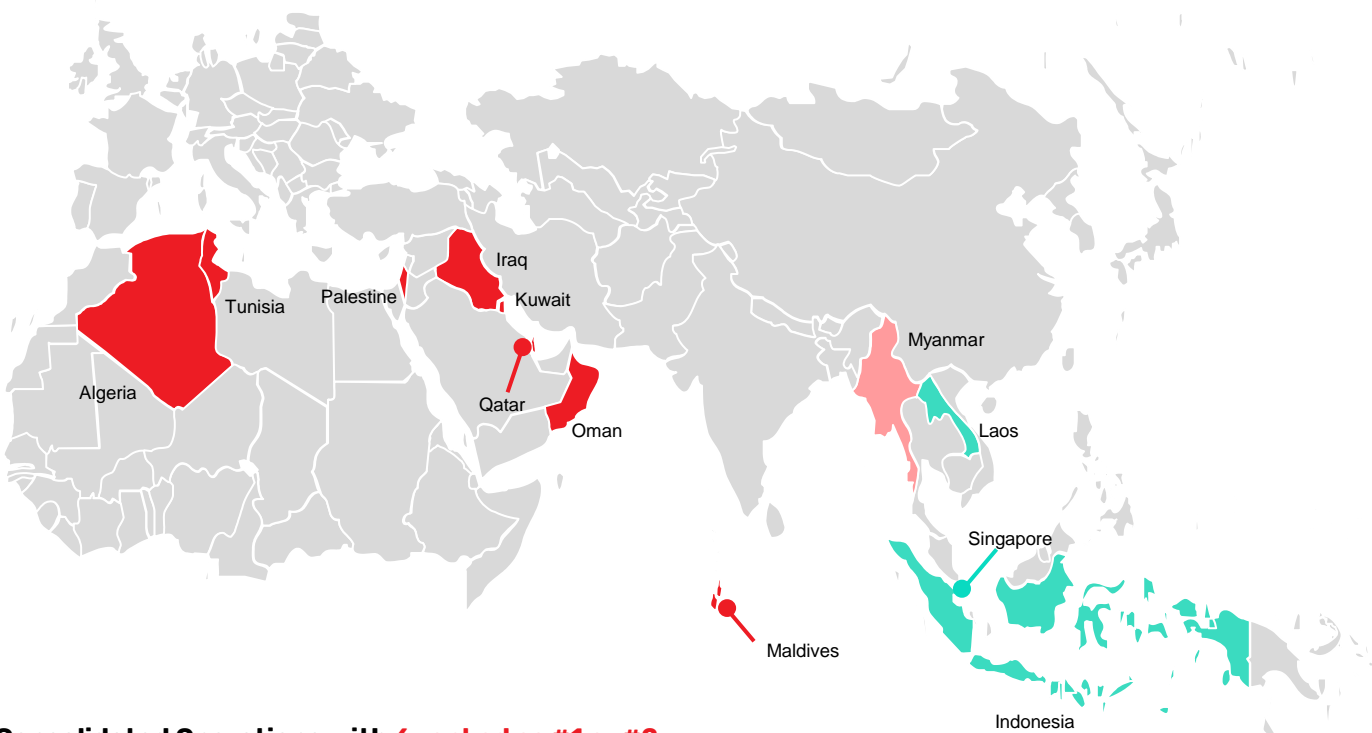 Iraq
Palestine
Kuwait
Tunisia
Myanmar
Algeria
Qatar
Oman
Laos
Singapore
Maldives
Indonesia